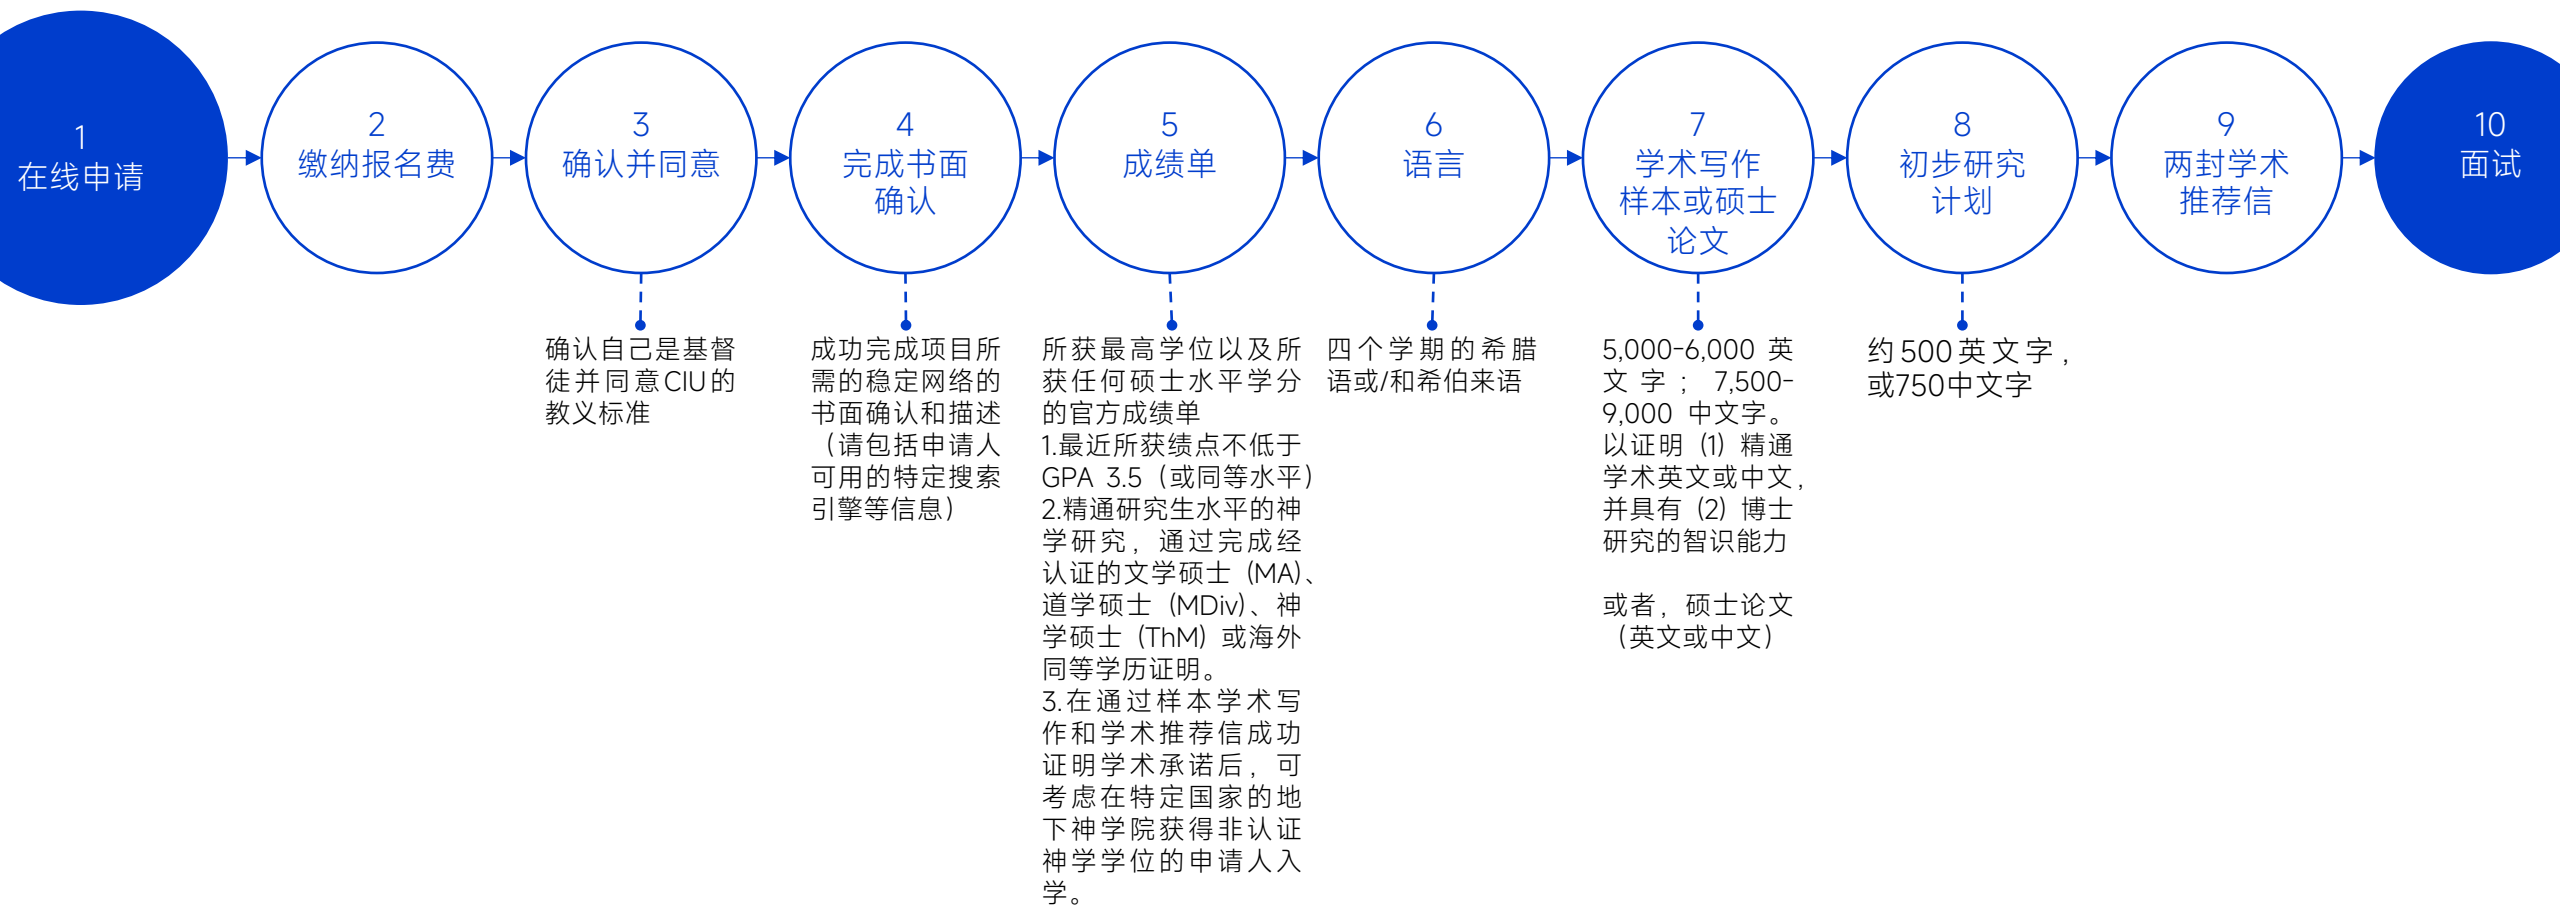 1
在线申请
2
缴纳报名费
3
确认并同意
4
完成书面
确认
5
成绩单
6
语言
7
学术写作
样本或硕士
论文
8
初步研究
计划
9
两封学术
推荐信
10
面试
确认自己是基督
徒并同意CIU的
教义标准
成功完成项目所
需的稳定网络的
书面确认和描述
（请包括申请人
可用的特定搜索
引擎等信息）
所获最高学位以及所
获任何硕士水平学分
的官方成绩单
1.最近所获绩点不低于
GPA 3.5（或同等水平）
2.精通研究生水平的神
学研究，通过完成经
认证的文学硕士（MA）、
道学硕士（MDiv）、神
学硕士（ThM）或海外
同等学历证明。
3.在通过样本学术写
作和学术推荐信成功
证明学术承诺后，可
考虑在特定国家的地
下神学院获得非认证
神学学位的申请人入
学。
四个学期的希腊
语或/和希伯来语
5,000-6,000 英
文字；7,500-
9,000 中文字。
以证明（1）精通
学术英文或中文，
并具有（2）博士
研究的智识能力
或者，硕士论文
（英文或中文）
约500英文字，
或750中文字